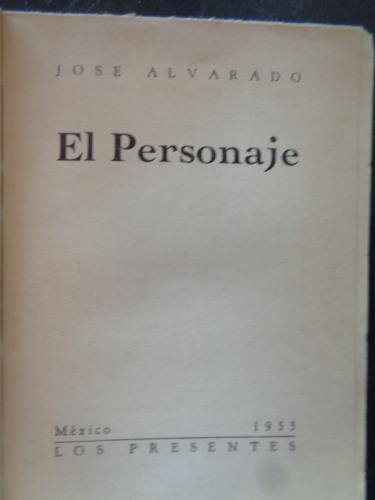 JOSE ALVARADO
El Personaje
México 1955
LOS PRESENTES